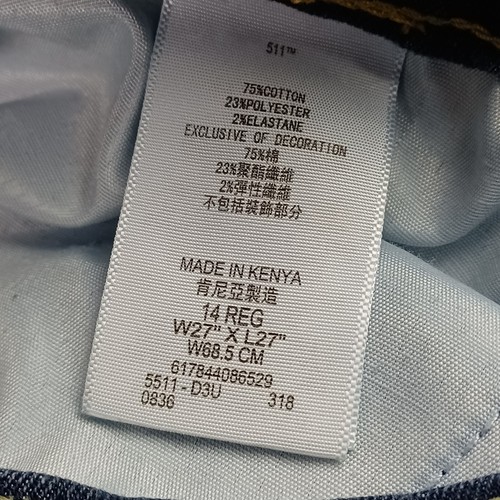 511™
75%COTTON
23%POLYESTER
2%ELASTANE
EXCLUSIVE OF DECORATION
75%棉
23%聚酯纖維
2%彈性纖維
不包括裝飾部分
MADE IN KENYA
肯尼亞製造
14 REG
W27" X L27"
W68.5 CM
617844086529
5511 - D3U
0836 318